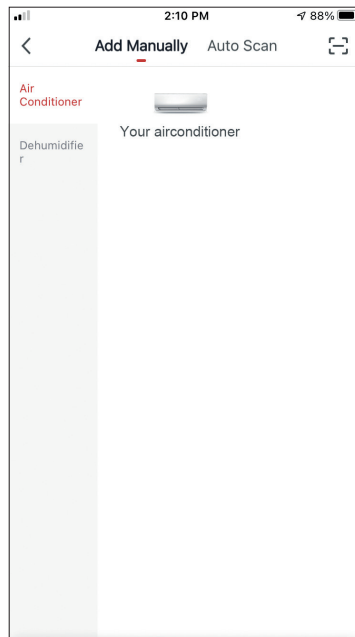 2:10 PM
88%
Add Manually Auto Scan
Air
Conditioner
Your airconditioner
Dehumidifie
r